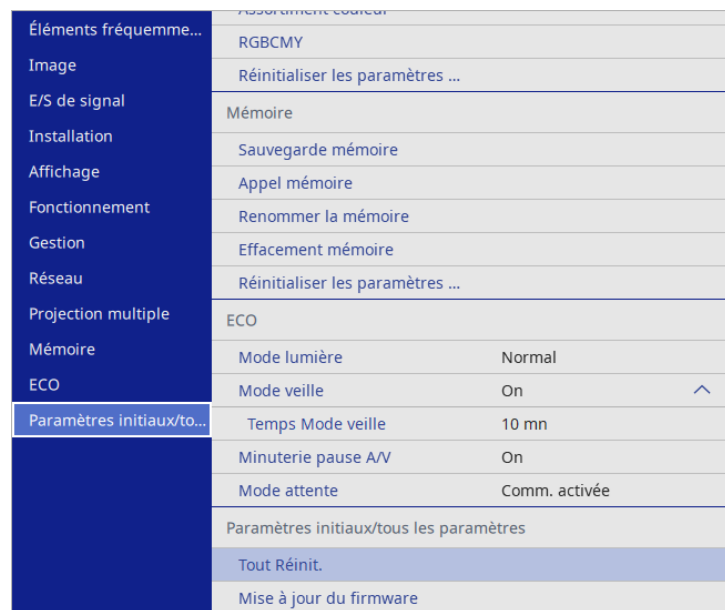 Éléments fréquemme...
Image
E/S de signal
Installation
Affichage
Fonctionnement
Gestion
Réseau
Projection multiple
Mémoire
ECO
Paramètres initiaux/to...
Assortiment couleur
RGBCMY
Réinitialiser les paramètres ...
Mémoire
Sauvegarde mémoire
Appel mémoire
Renommer la mémoire
Effacement mémoire
Réinitialiser les paramètres ...
ECO
Mode lumière Normal
Mode veille On
Temps Mode veille 10 mn
Minuterie pause A/V On
Mode attente Comm. activée
Paramètres initiaux/tous les paramètres
Tout Réinit.
Mise à jour du firmware